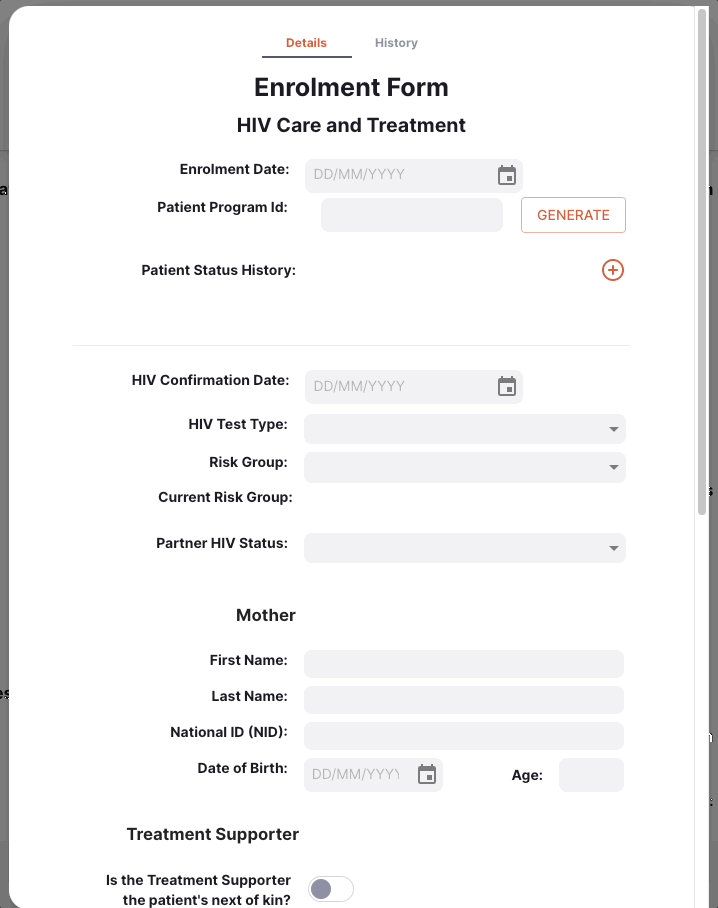 Details History
Enrolment Form
HIV Care and Treatment
Enrolment Date: DD/MM/YYYY
Patient Program Id: GENERATE
Patient Status History:
HIV Confirmation Date: DD/MM/YYYY
HIV Test Type:
Risk Group:
Current Risk Group:
Partner HIV Status:
Mother
First Name:
Last Name:
National ID (NID):
Date of Birth: DD/MM/YYYY Age:
Treatment Supporter
Is the Treatment Supporter
the patient's next of kin?